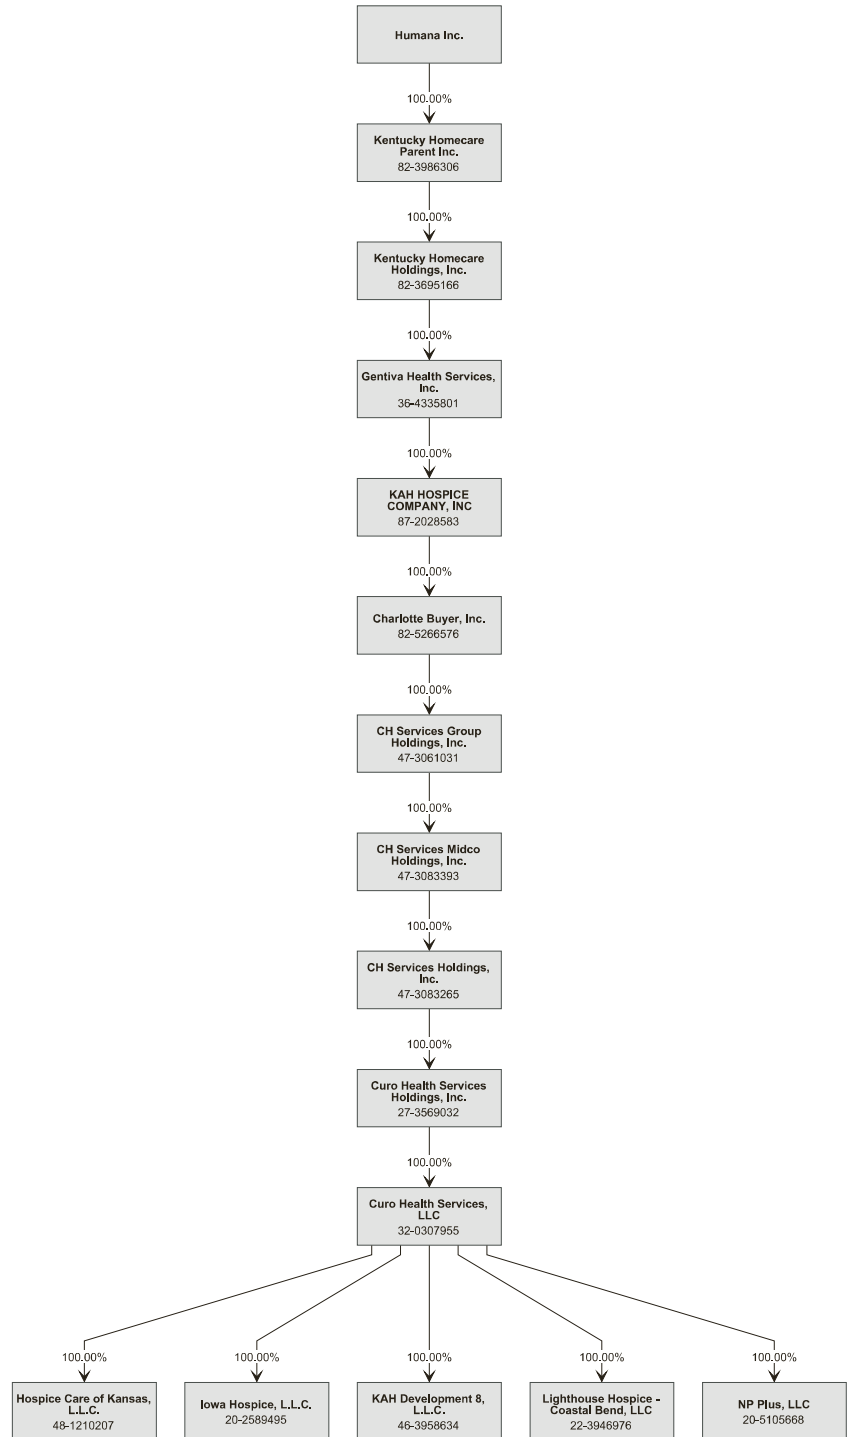 Humana Inc.
100.00%
Kentucky Homecare
Parent Inc.
82-3986306
100.00%
Kentucky Homecare
Holdings, Inc.
82-3695166
100.00%
Gentiva Health Services,
Inc.
36-4335801
100.00%
KAH HOSPICE
COMPANY, INC
87-2028583
100.00%
Charlotte Buyer, Inc.
82-5266576
100.00%
CH Services Group
Holdings, Inc.
47-3061031
100.00%
CH Services Midco
Holdings, Inc.
47-3083393
100.00%
CH Services Holdings,
Inc.
47-3083265
100.00%
Curo Health Services
Holdings, Inc.
27-3569032
100.00%
Curo Health Services,
LLC
32-0307955
100.00%
100.00%
100.00%
100.00%
100.00%
Hospice Care of Kansas,
L.L.C.
48-1210207
Iowa Hospice, L.L.C.
20-2589495
KAH Development 8,
L.L.C.
46-3958634
Lighthouse Hospice -
Coastal Bend, LLC
22-3946976
NP Plus, LLC
20-5105668